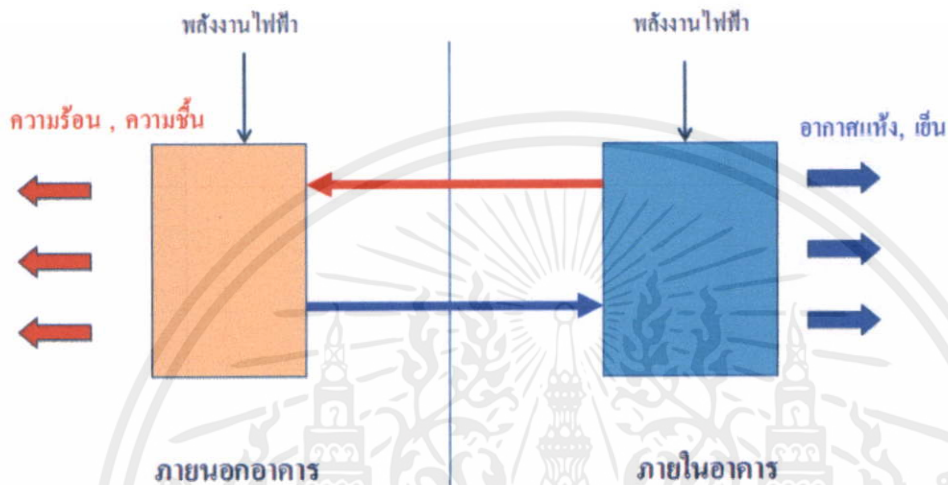 พลังงานไฟฟ้า
พลังงานไฟฟ้า
ความร้อน , ความชื้น
อากาศแห้ง, เย็น
ภายนอกอาคาร
ภายในอาคาร